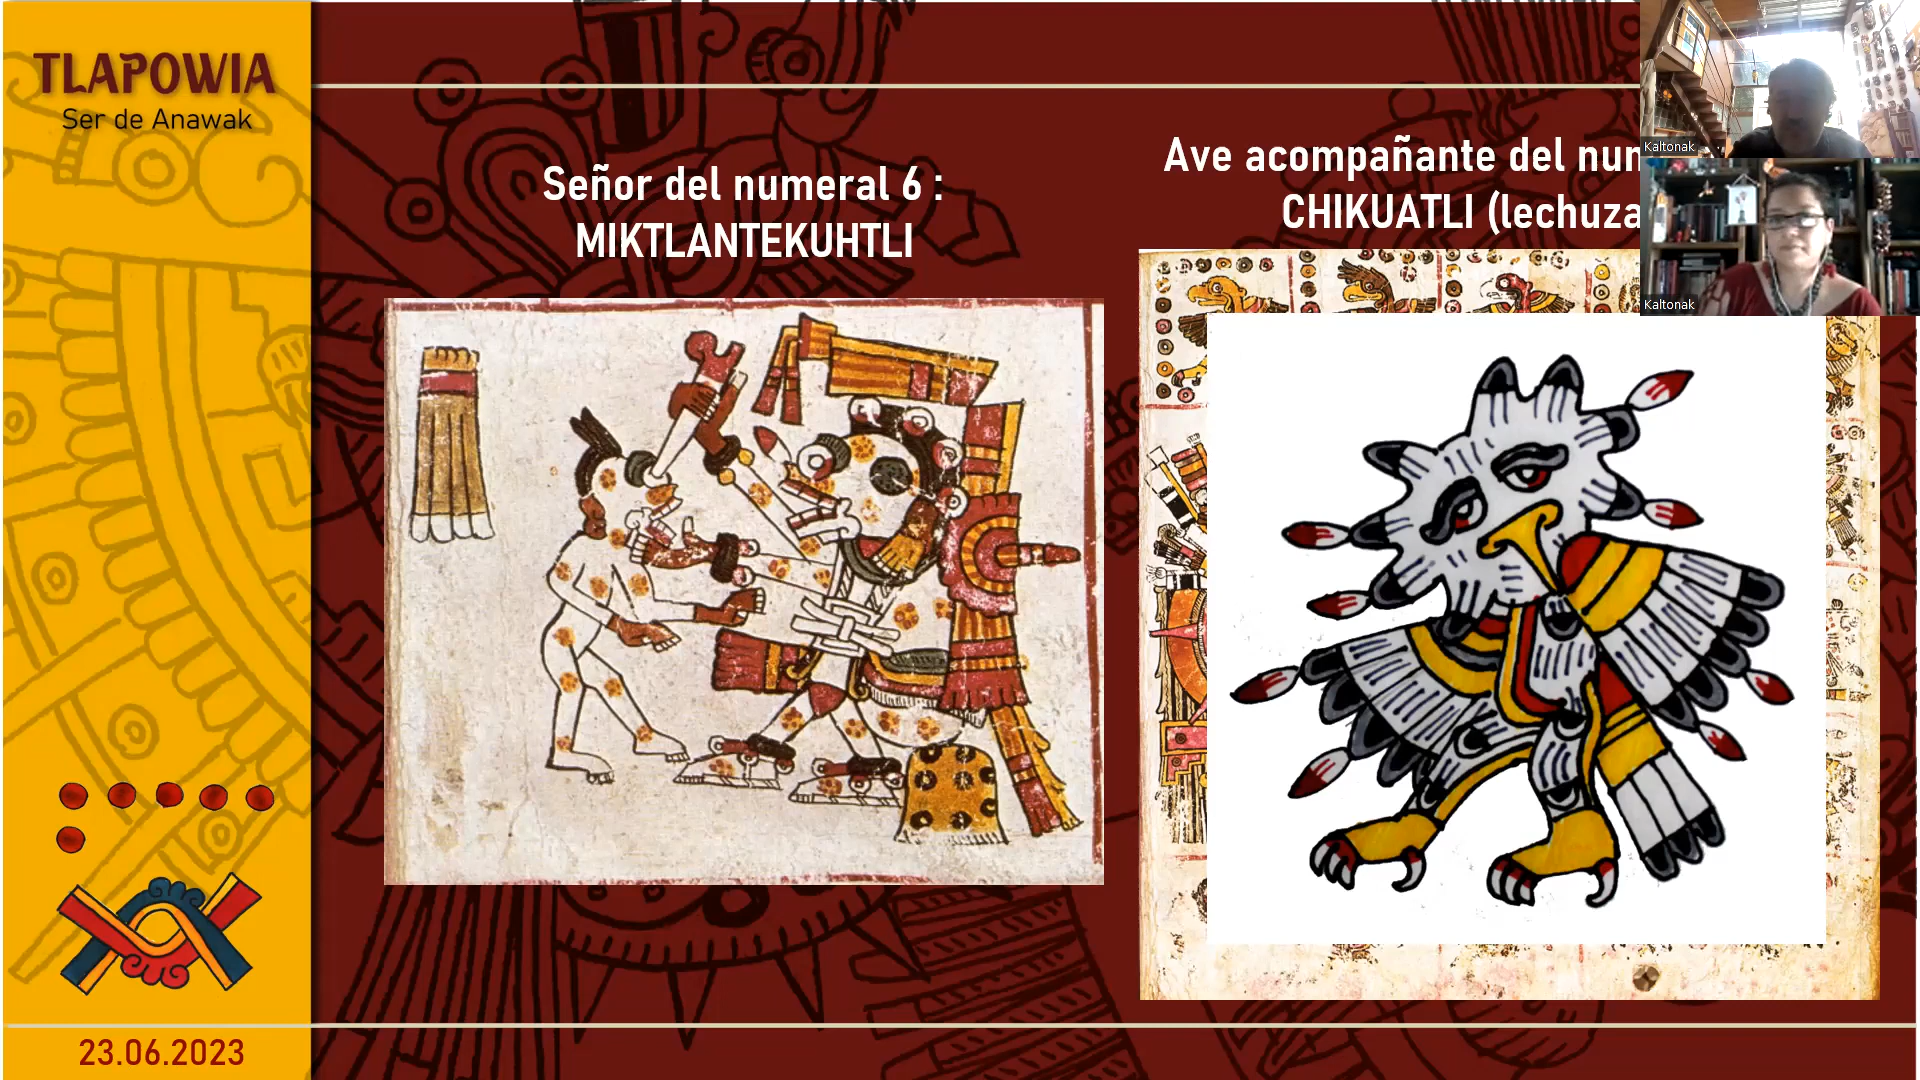 TLAPOWIA
Ser de Anawak
Señor del numeral 6 :
MIKTLANTEKUHTLI
Ave acompañante del
CHIKUATLI (lechuza
Kaltonak
Kaltonak
23.06.2023